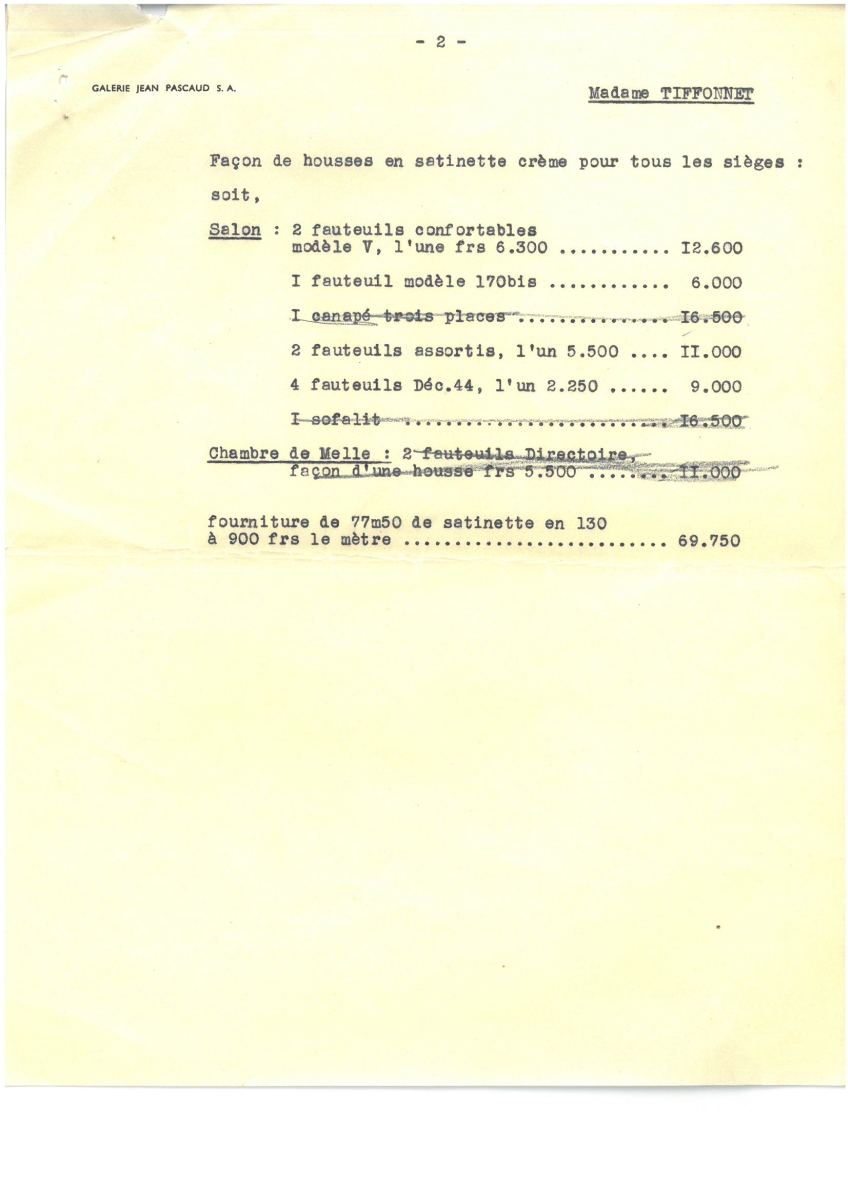 - 2 -
GALERIE JEAN PASCAUD S. A.
Madame TIFFONNET
Façon de housses en satinette crème pour tous les sièges :
soit,
Salon : 2 fauteuils confortables
modèle V, l'une frs 6.300 ........... I2.600
I fauteuil modèle 170bis ............ 6.000
I canapé trois places ............... I6.500
2 fauteuils assortis, l'un 5.500 .... II.000
4 fauteuils Déc.44, l'un 2.250 ...... 9.000
I sofalit .......................... I6.500
Chambre de Melle : 2 fauteuils Directoire,
façon d'une housse frs 5.500 ........ II.000
fourniture de 77m50 de satinette en 130
à 900 frs le mètre .......................... 69.750